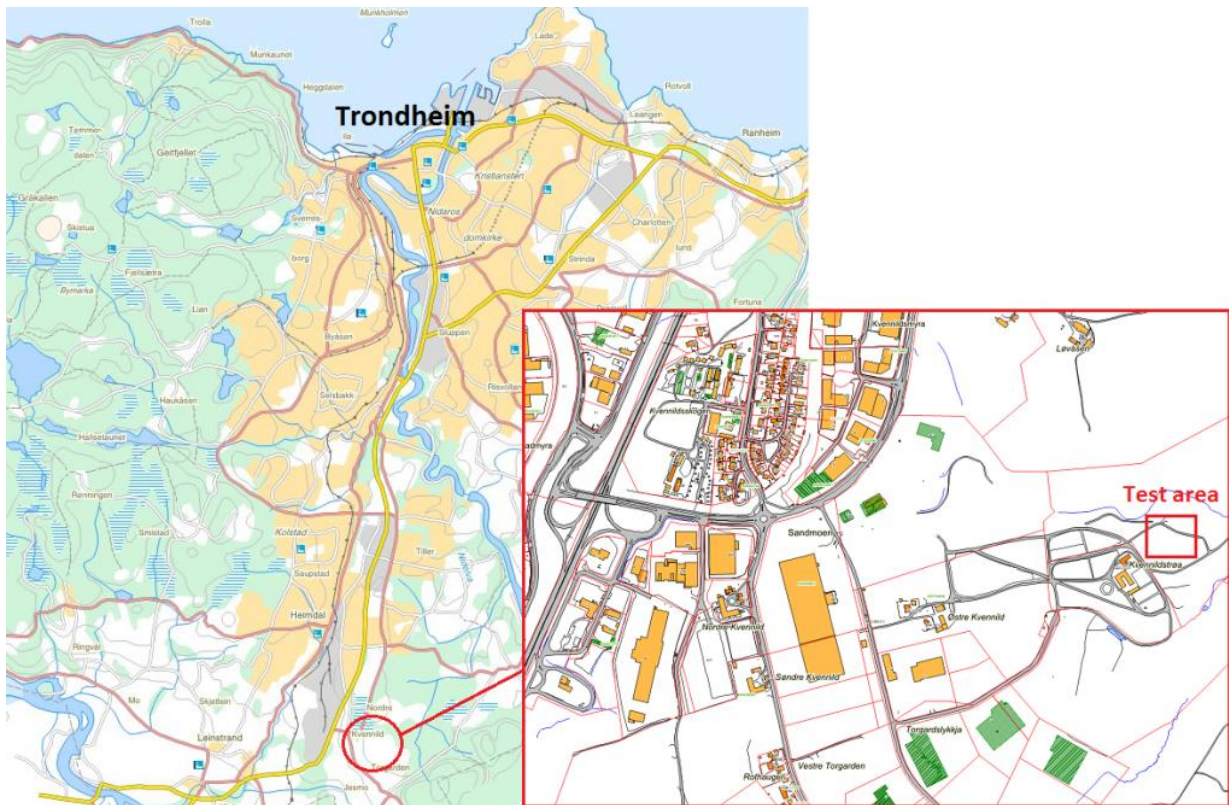 Trolla
Munkholmen
Munkaunet
Lade
Heggdalen
Trondheim
Ila
Leangen
Rotvoll
Ranheim
Geitfjellet
Kristiansten
Gråkallen
Skistua
Nidaros
domkirke
Sverres-
borg
Charlotten
lund
Strinda
Fjellsætra
Bymarka
Lian
Fortuna
Byåsen
Sluppen
Risvollan
Selsbakk
Haukåsen
Rønningen
Smistad
Kolstad
Tiller
Saupstad
Heimdal
Ringvål
Mo
Skjetlein
Leinstrand
Nordre
Kvennild
Torgarden
Kvennildsmyra
Løvåsen
Kvennildsskogen
admyra
Test area
Sandmoen
Kvennildstrøa
Østre Kvennild
Nordre Kvennild
Søndre Kvennild
Torgardslykkja
Vestre Torgarden
Rothaugen